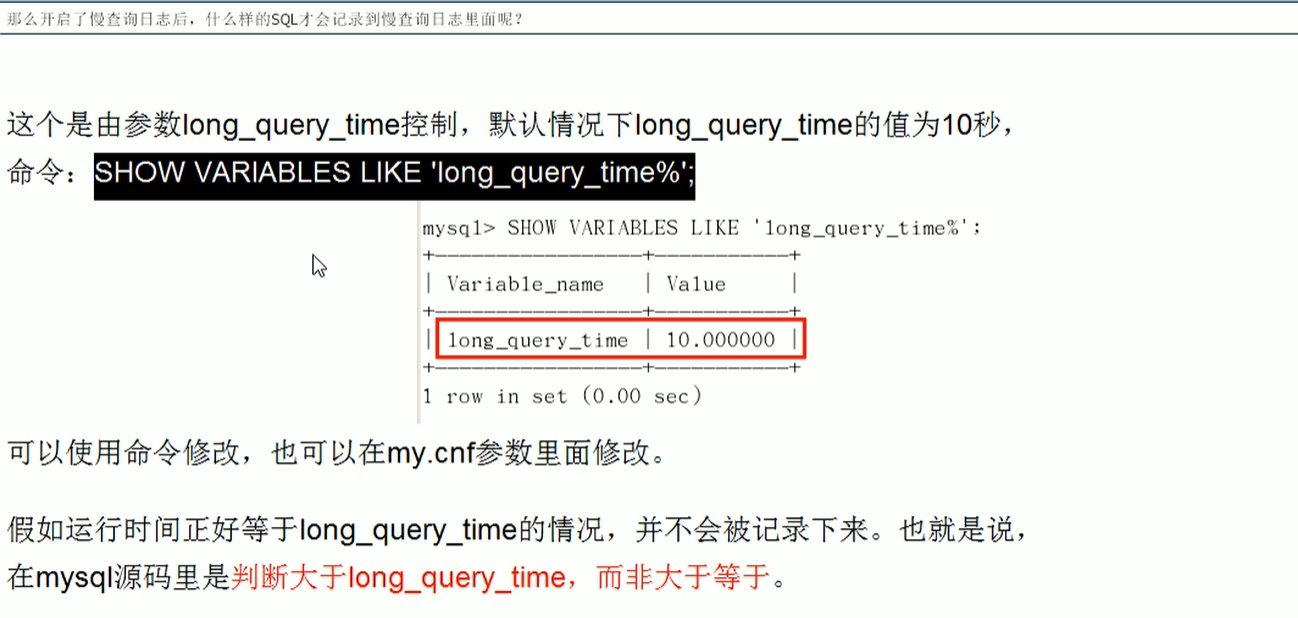 那么开启了慢查询日志后，什么样的SQL才会记录到慢查询日志里面呢？
这个是由参数long_query_time控制，默认情况下long_query_time的值为10秒，
命令：SHOW VARIABLES LIKE 'long_query_time%';
mysql> SHOW VARIABLES LIKE 'long_query_time%';
+-----------------+-----------+
| Variable_name | Value |
+-----------------+-----------+
| long_query_time | 10.000000 |
+-----------------+-----------+
1 row in set (0.00 sec)
可以使用命令修改，也可以在my.cnf参数里面修改。
假如运行时间正好等于long_query_time的情况，并不会被记录下来。也就是说，
在mysql源码里是判断大于long_query_time，而非大于等于。